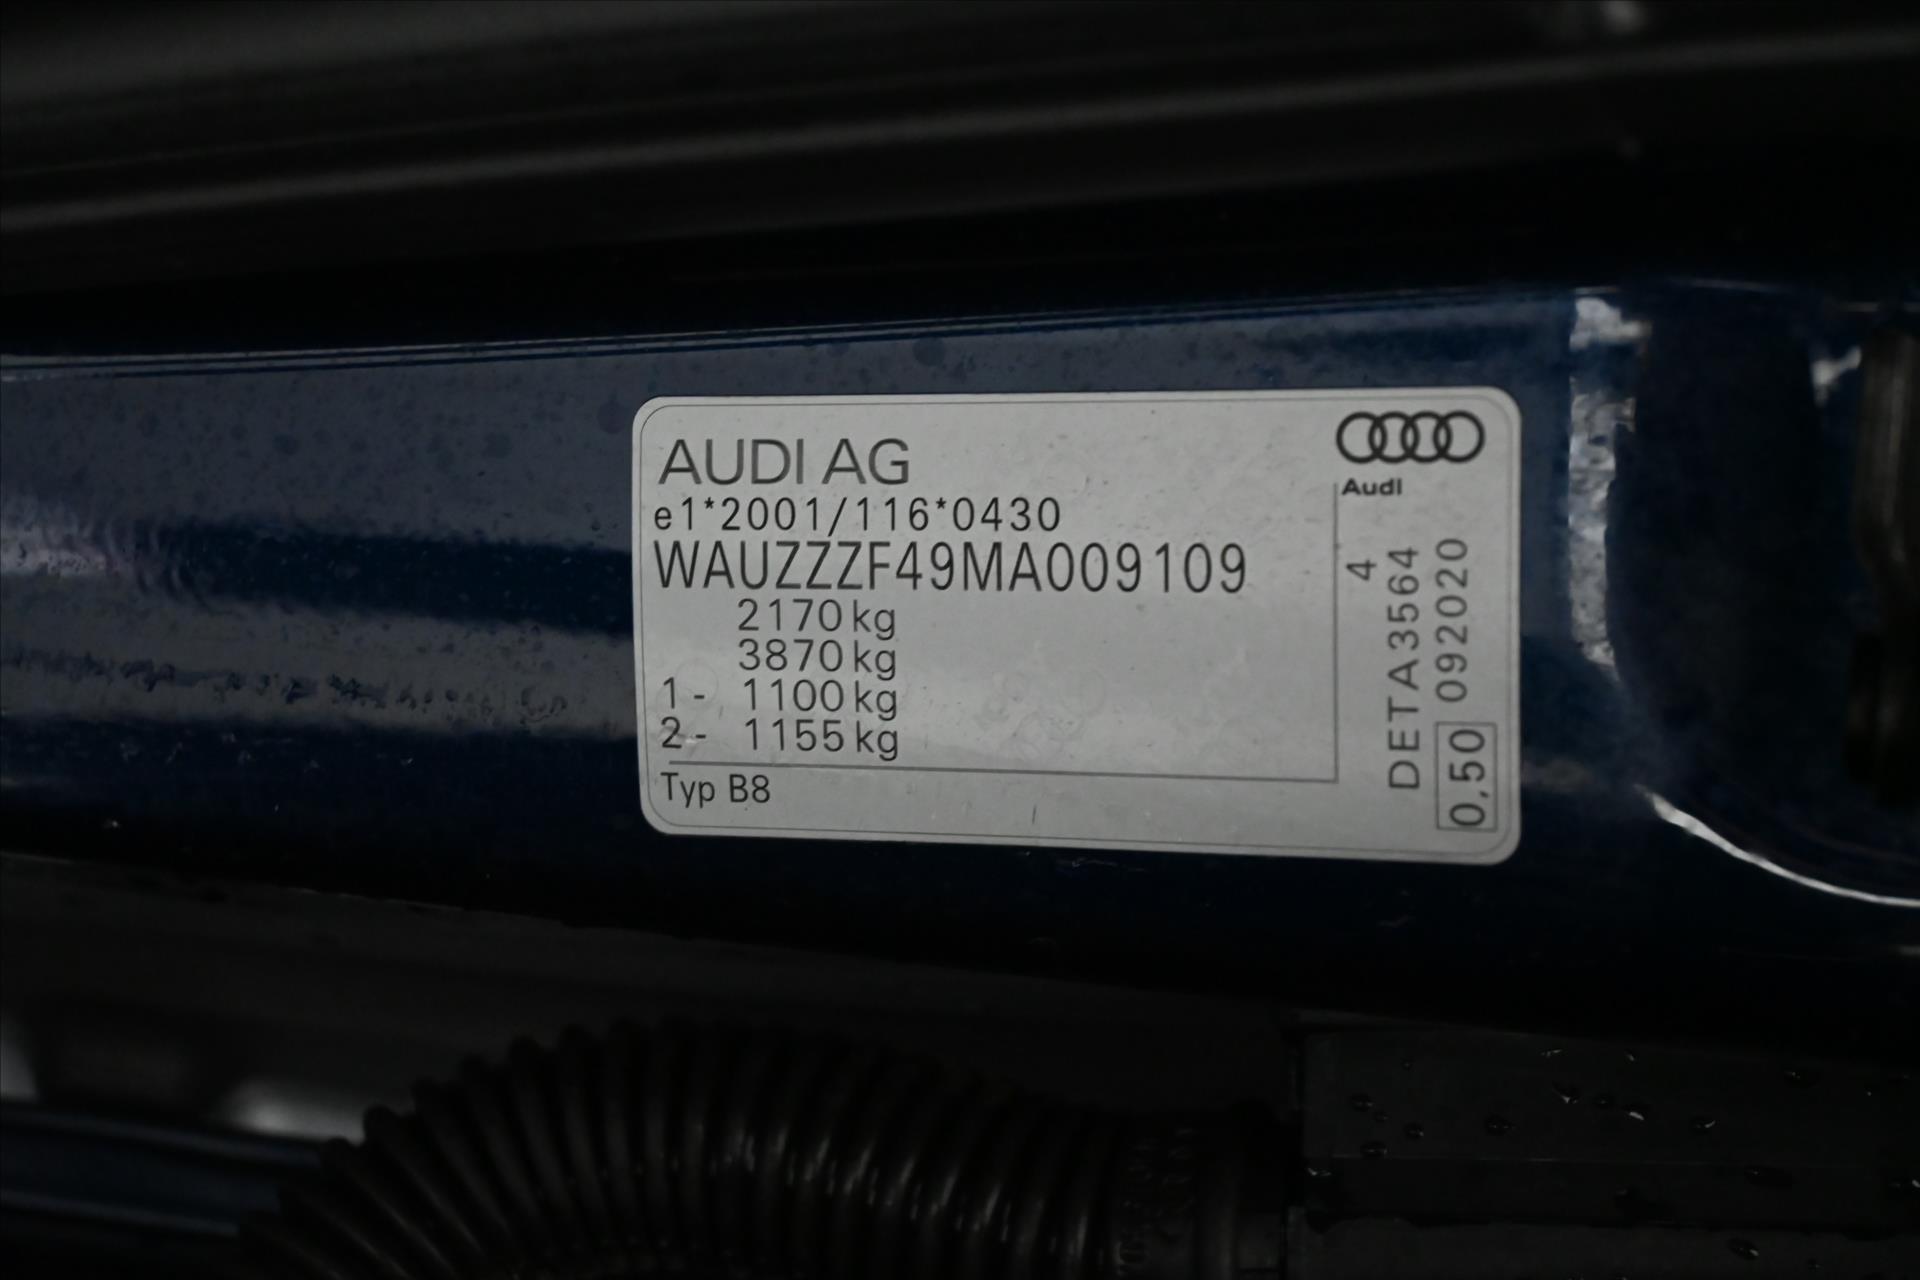 AUDI AG
e1*2001/116*0430
WAUZZZF49MA009109
2170 kg
3870 kg
1 - 1100 kg
2 - 1155 kg
Typ B8
Audi
4
DETA3564
0,50 092020